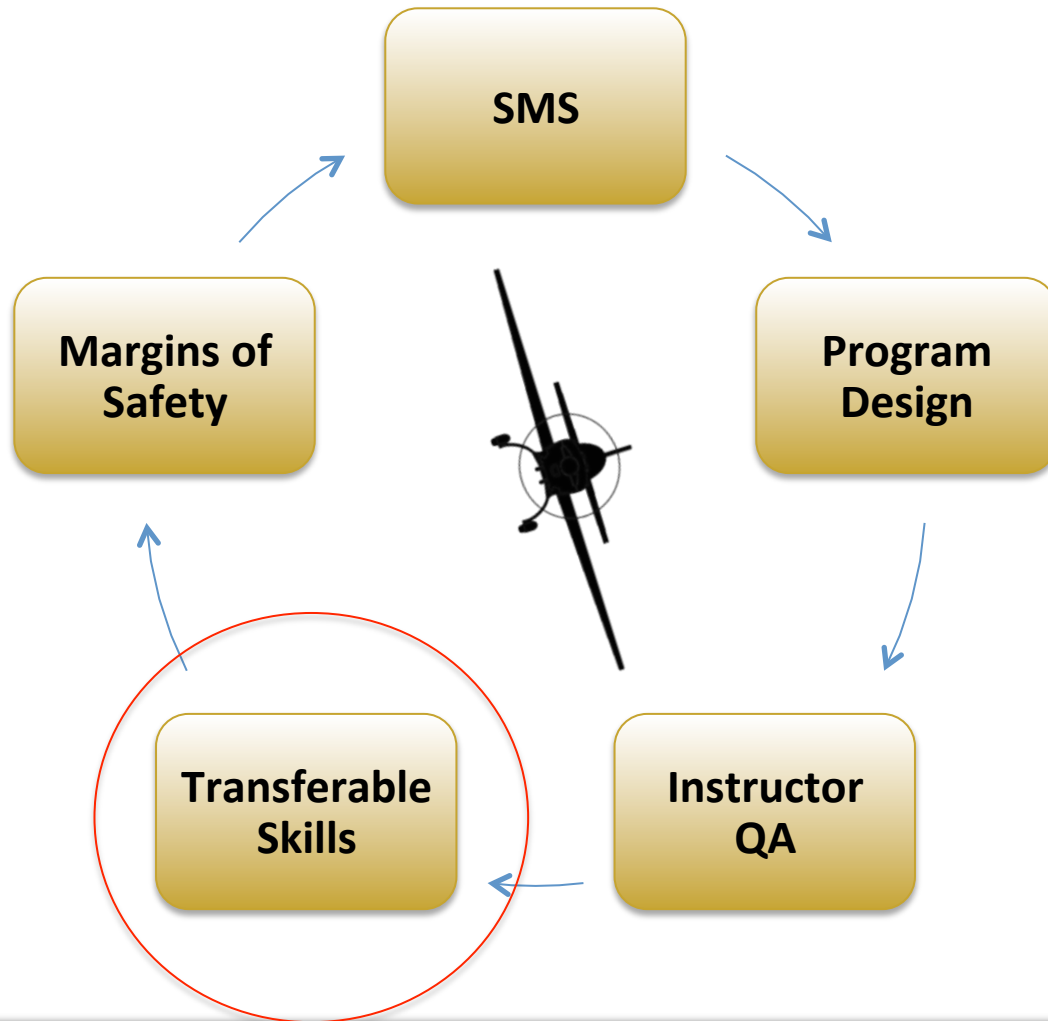 SMS
Program
Design
Instructor
QA
Transferable
Skills
Margins of
Safety